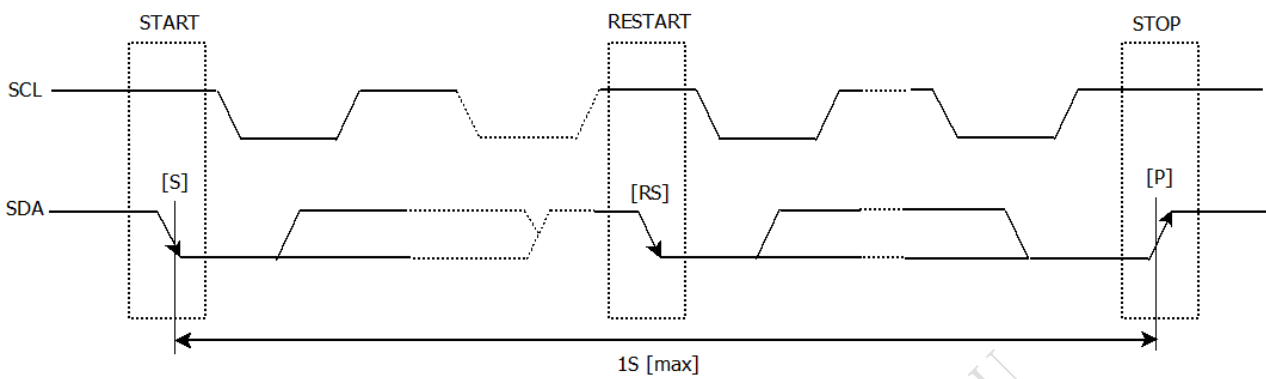 START RESTART STOP
SCL
[S] [RS] [P]
SDA
1S [max]